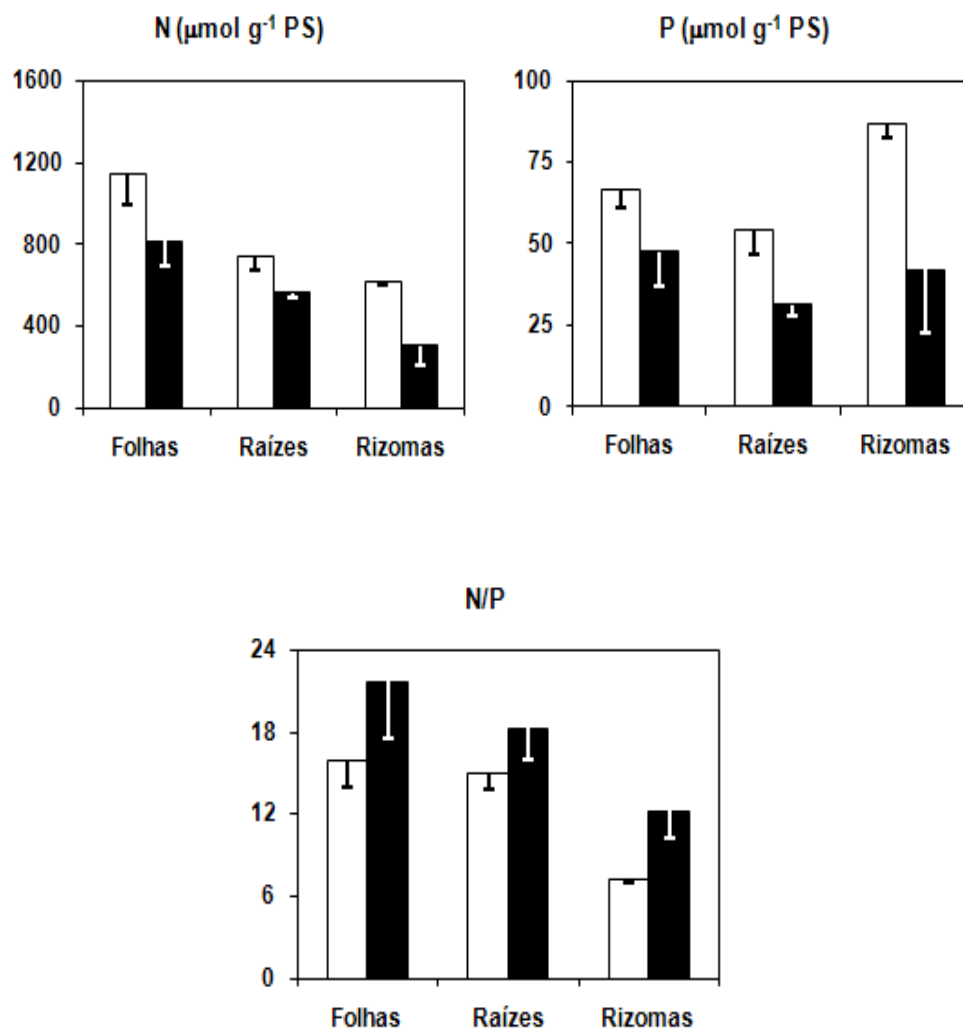 N (µmol g⁻¹ PS)
1600
1200
800
400
0
Folhas Raízes Rizomas
P (µmol g⁻¹ PS)
100
75
50
25
0
Folhas Raízes Rizomas
N/P
24
18
12
6
0
Folhas Raízes Rizomas